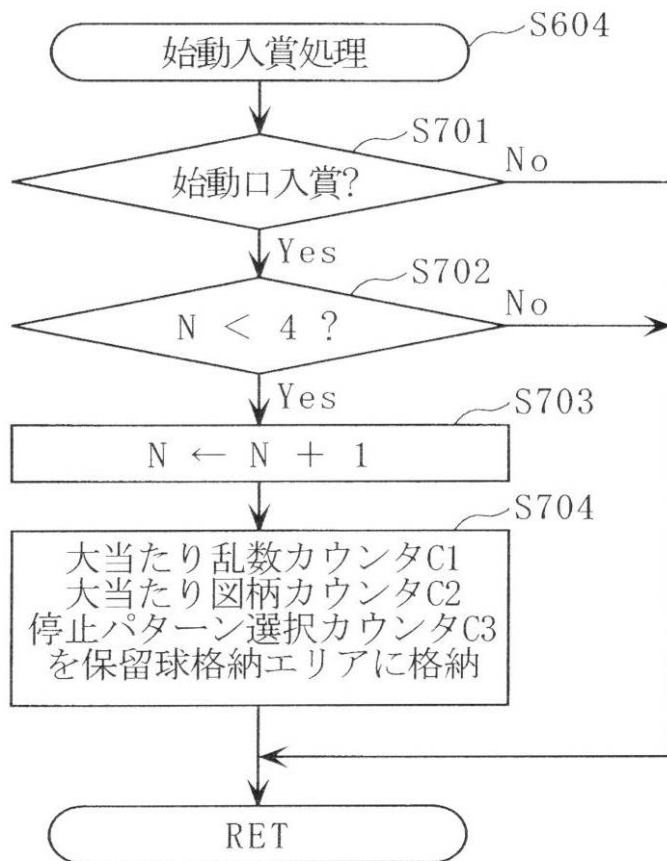 S604
始動入賞処理
S701
始動口入賞?
No
Yes
S702
N < 4 ?
No
Yes
S703
N ← N + 1
S704
大当たり乱数カウンタC1
大当たり図柄カウンタC2
停止パターン選択カウンタC3
を保留球格納エリアに格納
RET